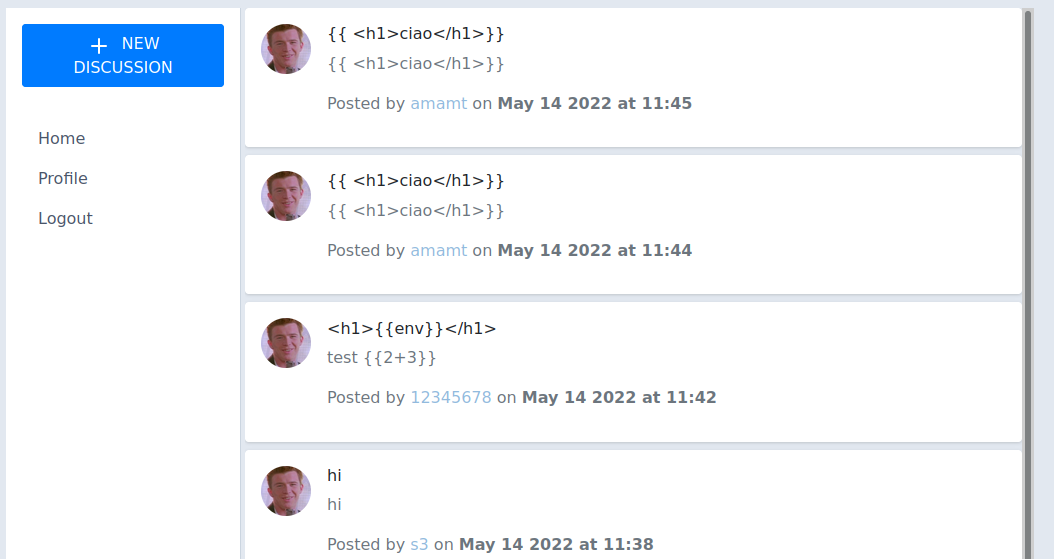 NEW
DISCUSSION
Home
Profile
Logout
{{ <h1>ciao</h1>}}
{{ <h1>ciao</h1>}}
Posted by amamt on May 14 2022 at 11:45
{{ <h1>ciao</h1>}}
{{ <h1>ciao</h1>}}
Posted by amamt on May 14 2022 at 11:44
<h1>{{env}}</h1>
test {{2+3}}
Posted by 12345678 on May 14 2022 at 11:42
hi
hi
Posted by s3 on May 14 2022 at 11:38